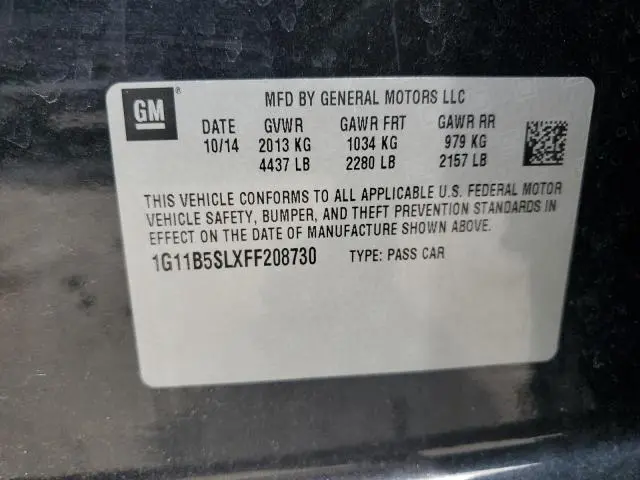 GM
MFD BY GENERAL MOTORS LLC
DATE GVWR GAWR FRT GAWR RR
10/14 2013 KG 1034 KG 979 KG
4437 LB 2280 LB 2157 LB
THIS VEHICLE CONFORMS TO ALL APPLICABLE U.S. FEDERAL MOTOR
VEHICLE SAFETY, BUMPER, AND THEFT PREVENTION STANDARDS IN
EFFECT ON THE DATE OF MANUFACTURE SHOWN ABOVE.
1G11B5SLXFF208730 TYPE: PASS CAR